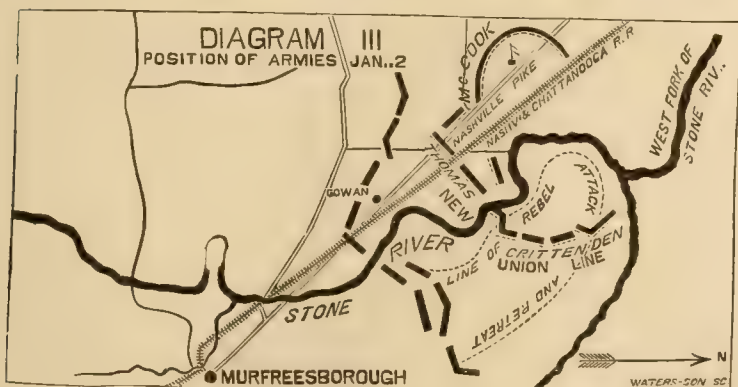 DIAGRAM III
POSITION OF ARMIES JAN..2
McCOOK
NASHVILLE PIKE
NASHV & CHATTANOOGA R.R
WEST FORK OF
STONE RIV..
THOMAS
GOWAN
NEW
REBEL
ATTACK
RIVER
LINE OF
CRITTENDEN
UNION LINE
STONE
AND RETREAT
N
MURFREESBOROUGH
WATERS-SON SC